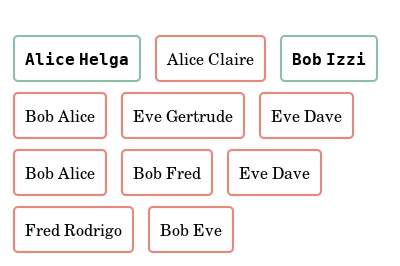 Alice Helga Alice Claire Bob Izzi
Bob Alice Eve Gertrude Eve Dave
Bob Alice Bob Fred Eve Dave
Fred Rodrigo Bob Eve